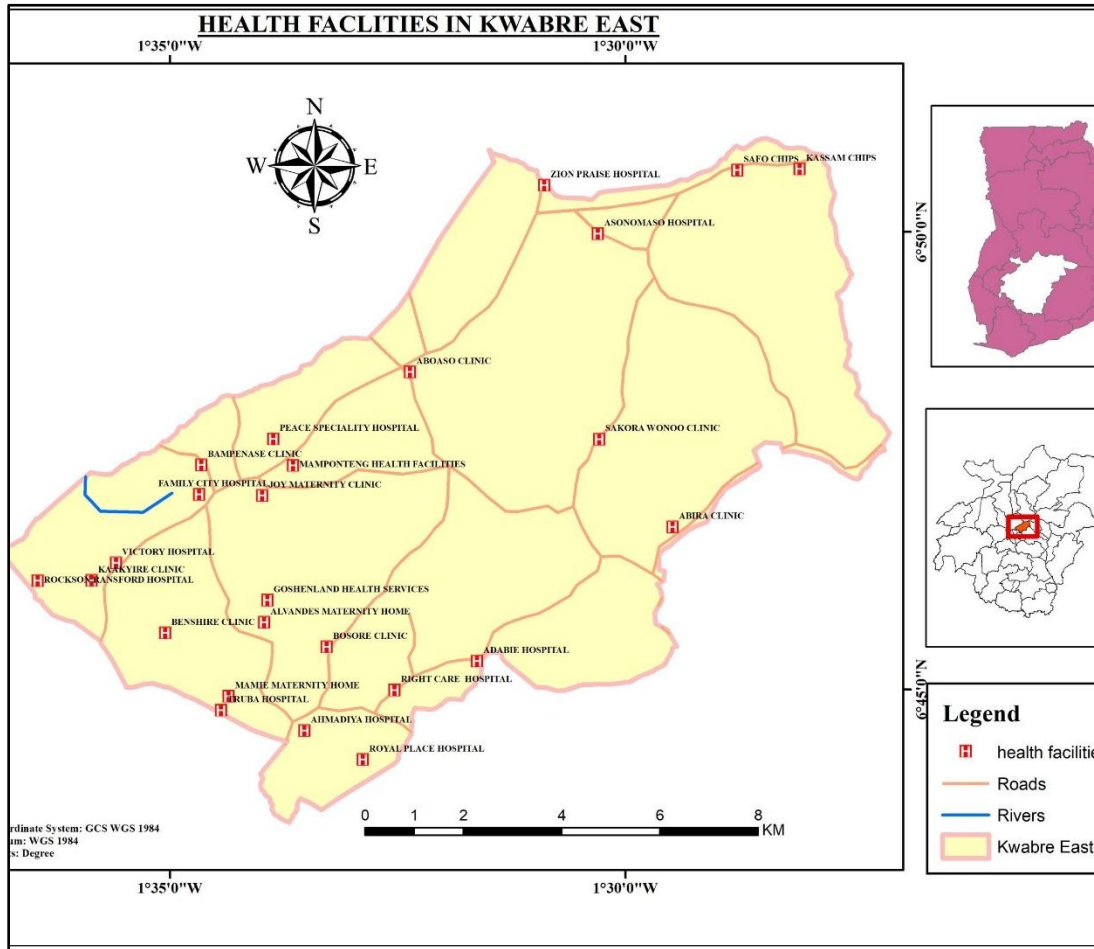 HEALTH FACLITIES IN KWABRE EAST
1°35'0"W
1°30'0"W
N
W
E
S
SAFO CHIPS
KASSAM CHIPS
ZION PRAISE HOSPITAL
ASONOMASO HOSPITAL
6°50'0"N
ABOASO CLINIC
PEACE SPECIALITY HOSPITAL
SAKORA WONOO CLINIC
BAMPENASE CLINIC
MAMPONTENG HEALTH FACILITIES
FAMILY CITY HOSPITAL
JOY MATERNITY CLINIC
ABIRA CLINIC
VICTORY HOSPITAL
KAAKYIRE CLINIC
ROCKSON RANSFORD HOSPITAL
GOSHENLAND HEALTH SERVICES
ALVANDES MATERNITY HOME
BENSHIRE CLINIC
BOSORE CLINIC
ADABIE HOSPITAL
RIGHT CARE HOSPITAL
MAMIE MATERNITY HOME
TRUBA HOSPITAL
AHMADIYA HOSPITAL
ROYAL PLACE HOSPITAL
6°45'0"N
0 1 2 4 6 8
KM
rdinate System: GCS WGS 1984
um: WGS 1984
ts: Degree
1°35'0"W
1°30'0"W
Legend
H health facilitie
Roads
Rivers
Kwabre East